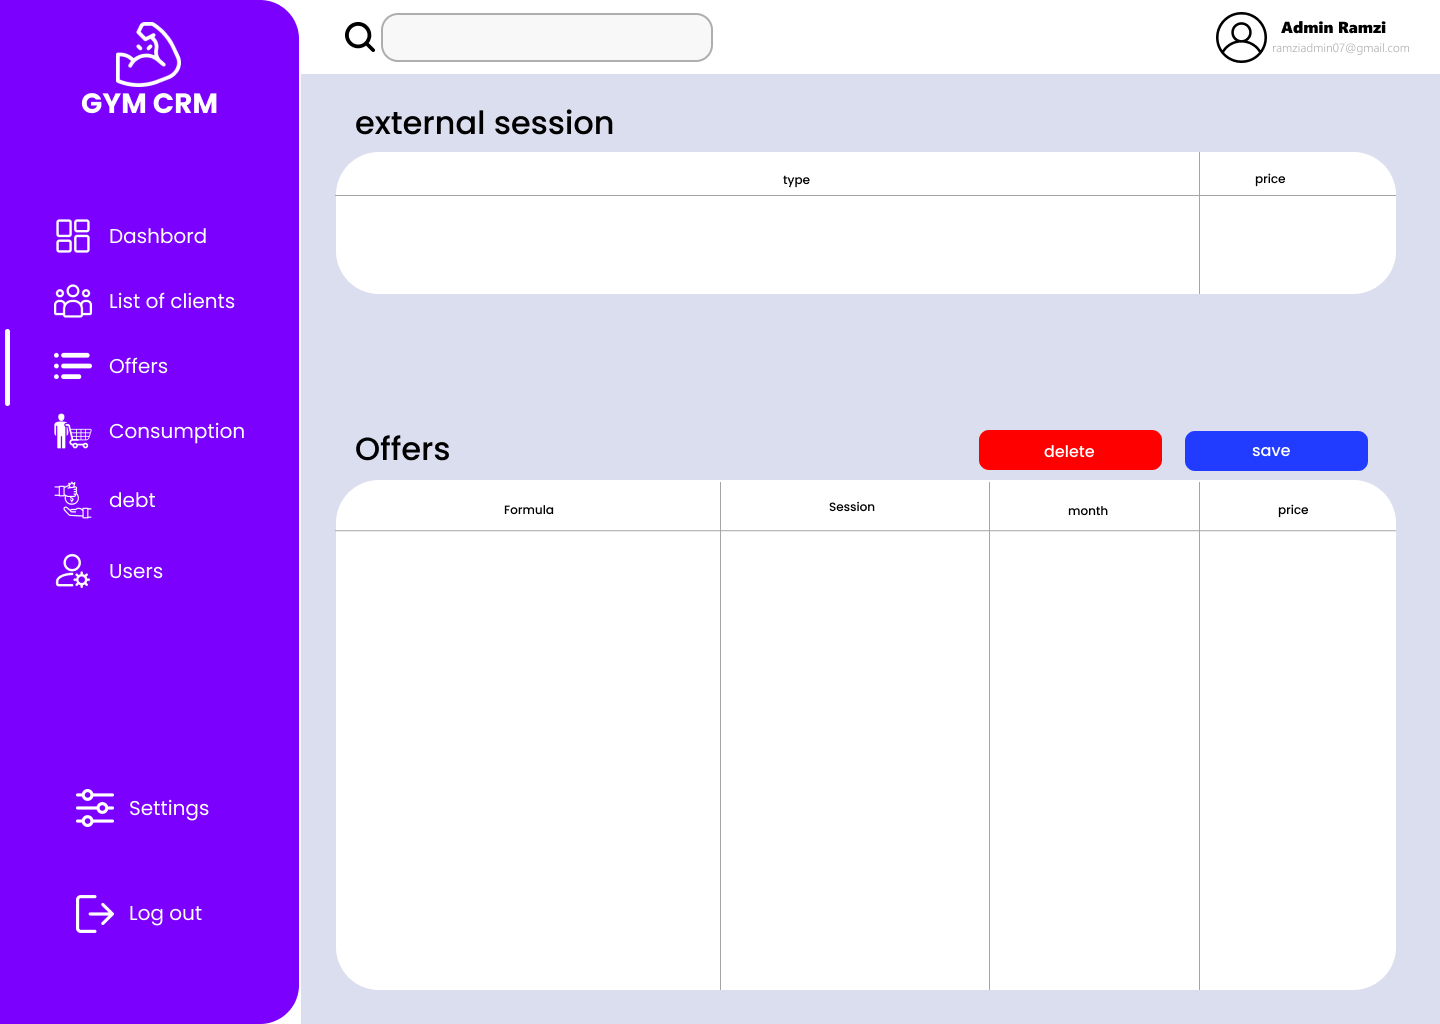 GYM CRM
Dashbord
List of clients
Offers
Consumption
debt
Users
Settings
Log out
Admin Ramzi
ramziadmin07@gmail.com
external session
type price
Offers
delete save
Formula Session month price